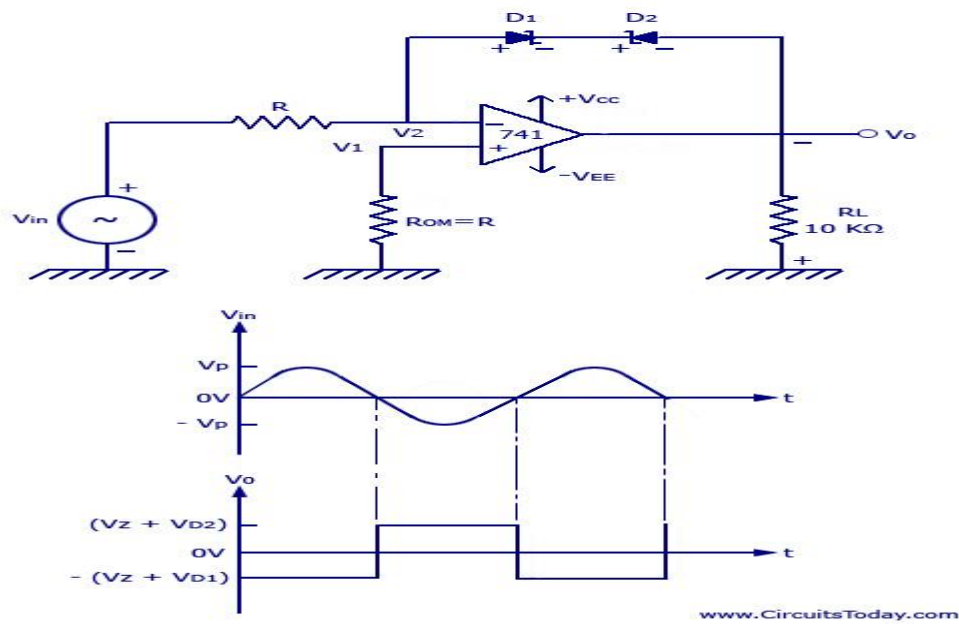 D1 D2
+ − + −
R
+Vcc
V2
− 741
V1
+
Vo
−
−VEE
+
Vin ~
ROM=R
RL
10 KΩ
−
+
Vin
Vp
0V t
- Vp
Vo
(Vz + VD2)
0V t
- (Vz + VD1)
www.CircuitsToday.com